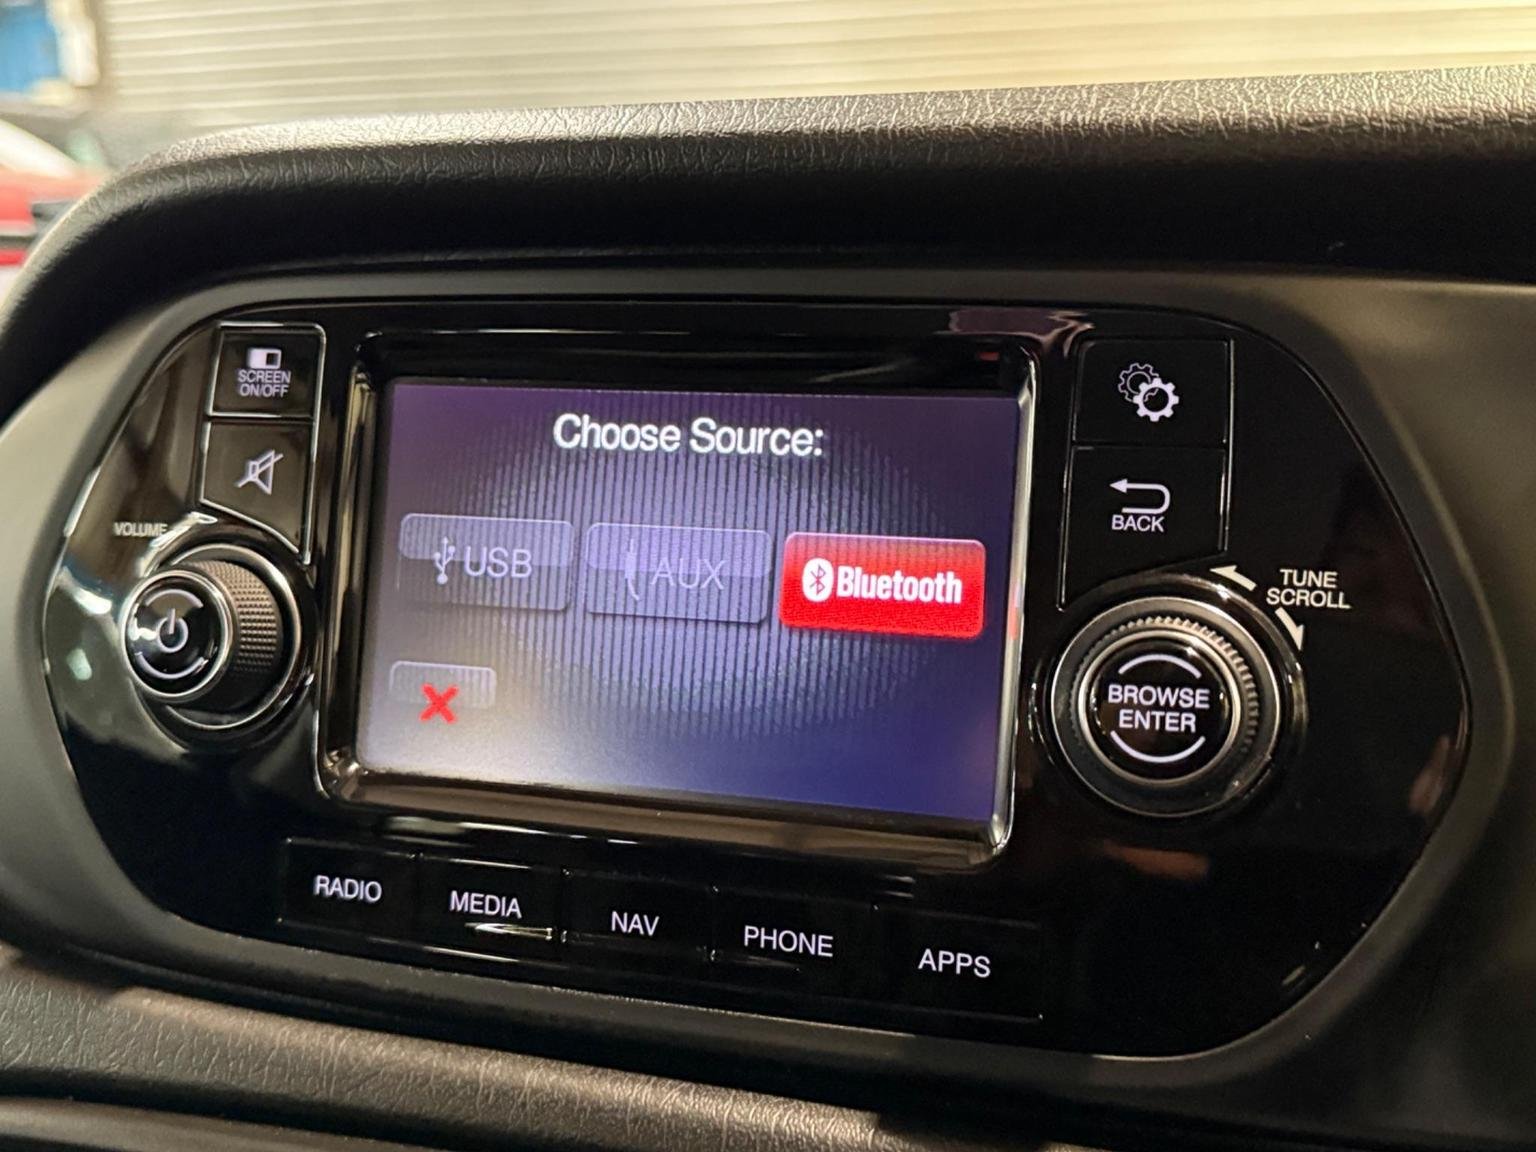 SCREEN
ON/OFF
VOLUME
Choose Source:
USB
AUX
Bluetooth
BACK
TUNE
SCROLL
BROWSE
ENTER
RADIO
MEDIA
NAV
PHONE
APPS